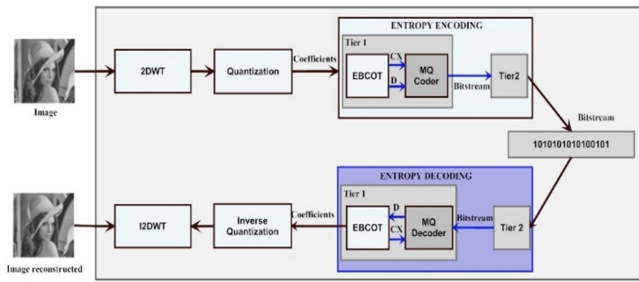 ENTROPY ENCODING
Tier 1
Coefficients
2DWT
Quantization
EBCOT
CX
D
MQ
Coder
Bitstream
Tier2
Image
Bitstream
1010101010100101
ENTROPY DECODING
Tier 1
Coefficients
I2DWT
Inverse
Quantization
EBCOT
D
CX
MQ
Decoder
Bitstream
Tier 2
Image reconstructed